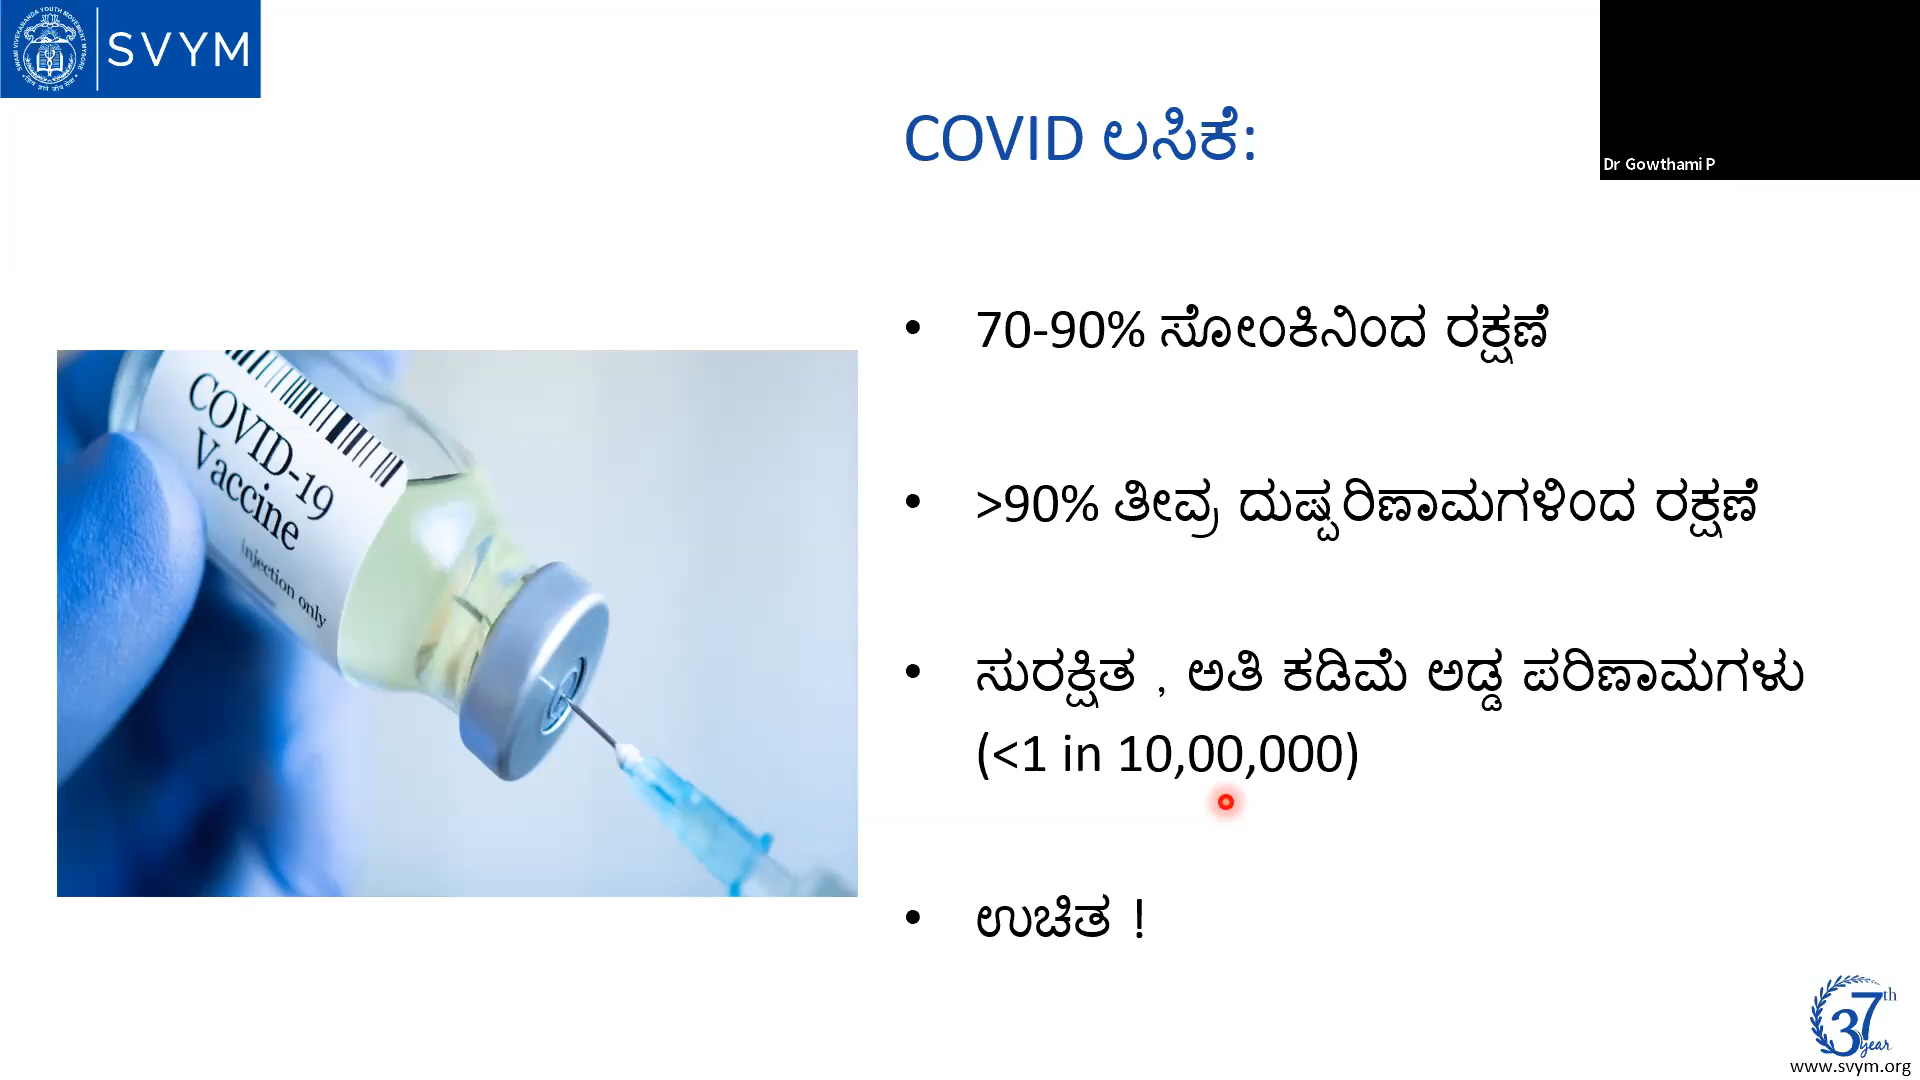 SVYM
Dr Gowthami P
COVID ಲಸಿಕೆ:
• 70-90% ಸೋಂಕಿನಿಂದ ರಕ್ಷಣೆ
• >90% ತೀವ್ರ ದುಷ್ಪರಿಣಾಮಗಳಿಂದ ರಕ್ಷಣೆ
• ಸುರಕ್ಷಿತ , ಅತಿ ಕಡಿಮೆ ಅಡ್ಡ ಪರಿಣಾಮಗಳು
(<1 in 10,00,000)
• ಉಚಿತ !
COVID-19
Vaccine
injection only
37th
year
www.svym.org